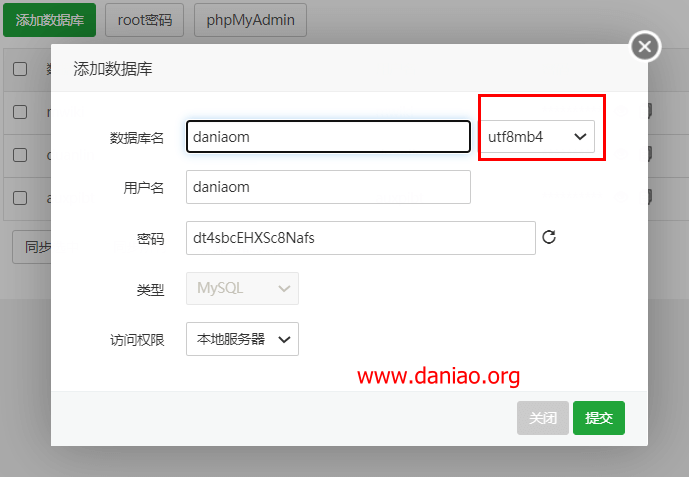 添加数据库 root密码 phpMyAdmin
添加数据库
数据库名 daniaom utf8mb4
用户名 daniaom
密码 dt4sbcEHXSc8Nafs
类型 MySQL
访问权限 本地服务器
同步
www.daniao.org
关闭 提交